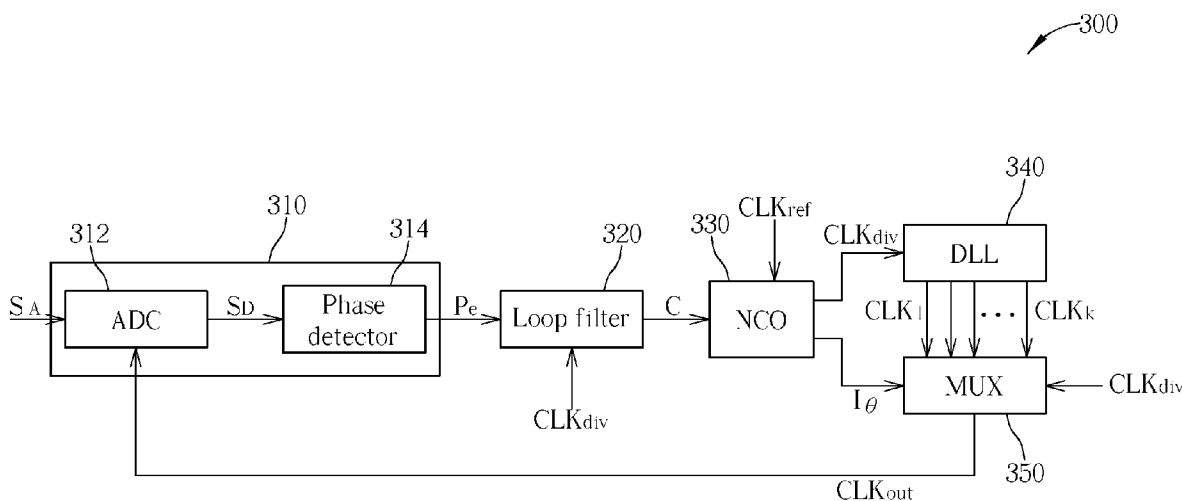 300
310
312
314
320
330
340
CLKref
CLKdiv
SA
ADC
SD
Phase
detector
Pe
Loop filter
C
NCO
DLL
CLK1
...
CLKk
MUX
Iθ
CLKdiv
CLKdiv
350
CLKout